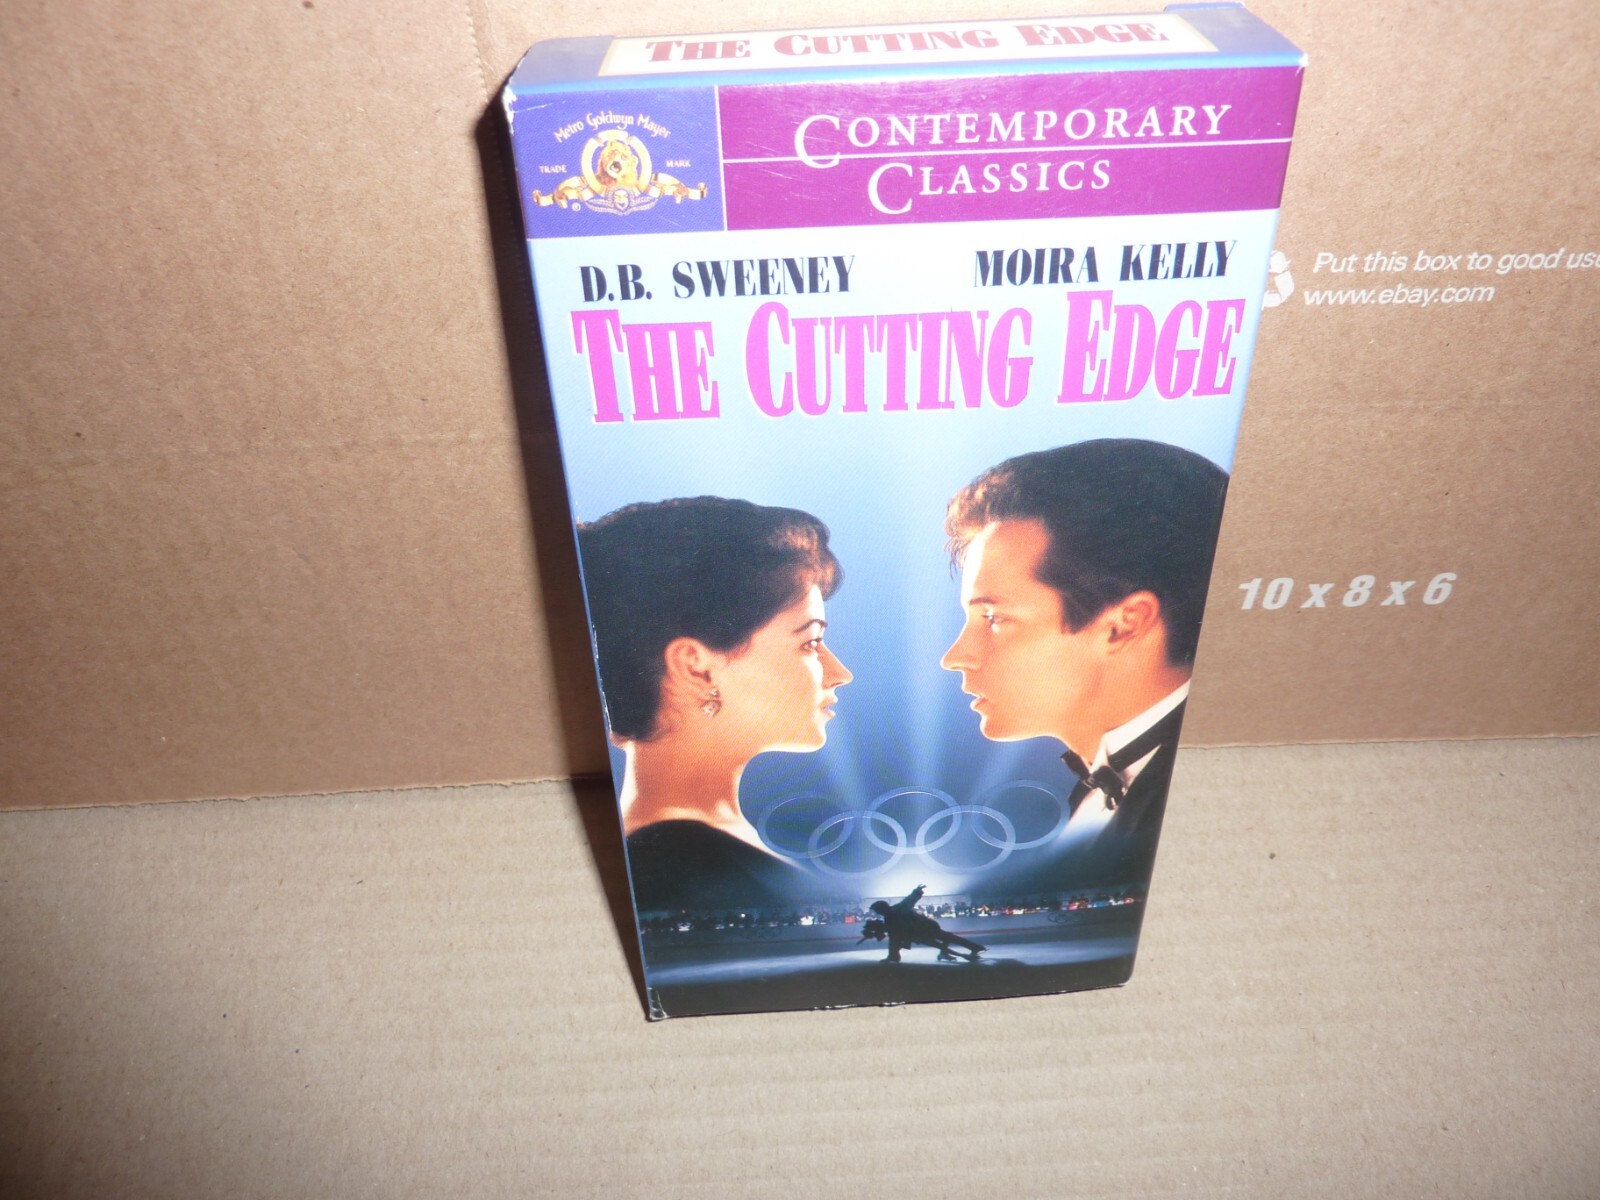 THE CUTTING EDGE
Metro Goldwyn Mayer
TRADE MARK
CONTEMPORARY
CLASSICS
D.B. SWEENEY MOIRA KELLY
THE CUTTING EDGE
Put this box to good use
www.ebay.com
10 x 8 x 6